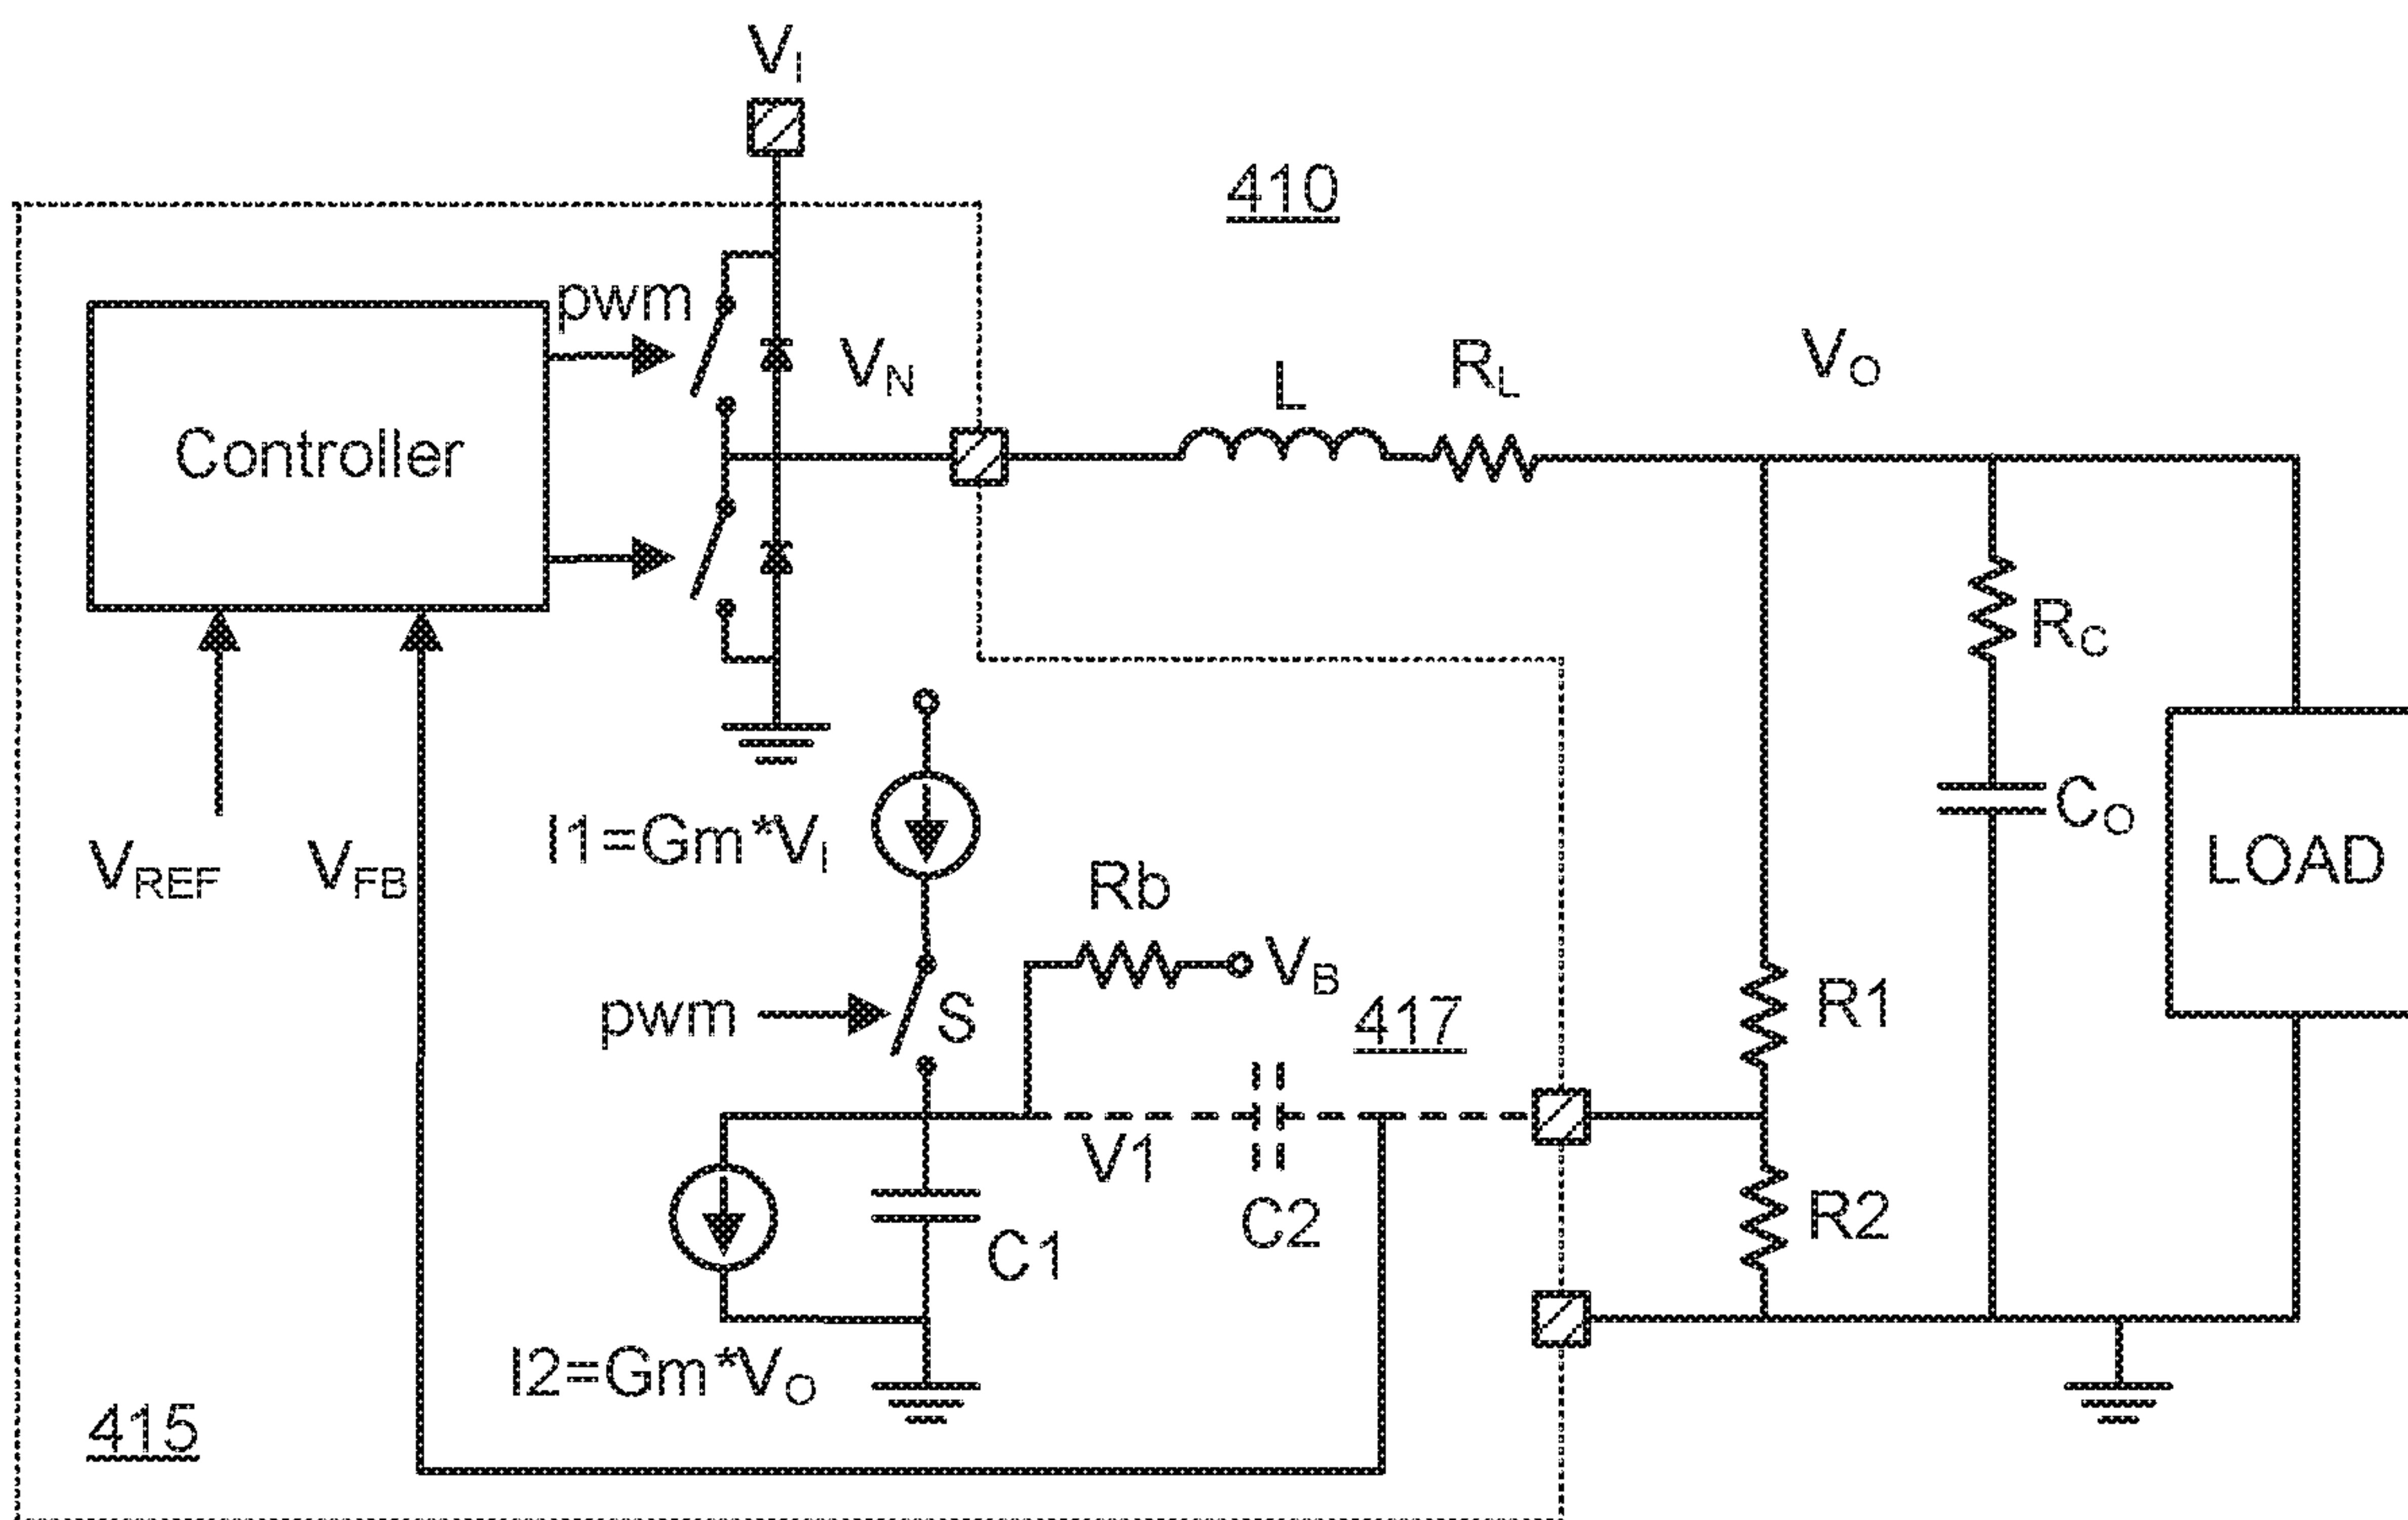 V_I
410
pwm
V_N
L
R_L
V_O
Controller
R_C
C_O
LOAD
V_REF
V_FB
I1=Gm*V_I
Rb
V_B
pwm
S
417
R1
V1
C2
R2
C1
I2=Gm*V_O
415